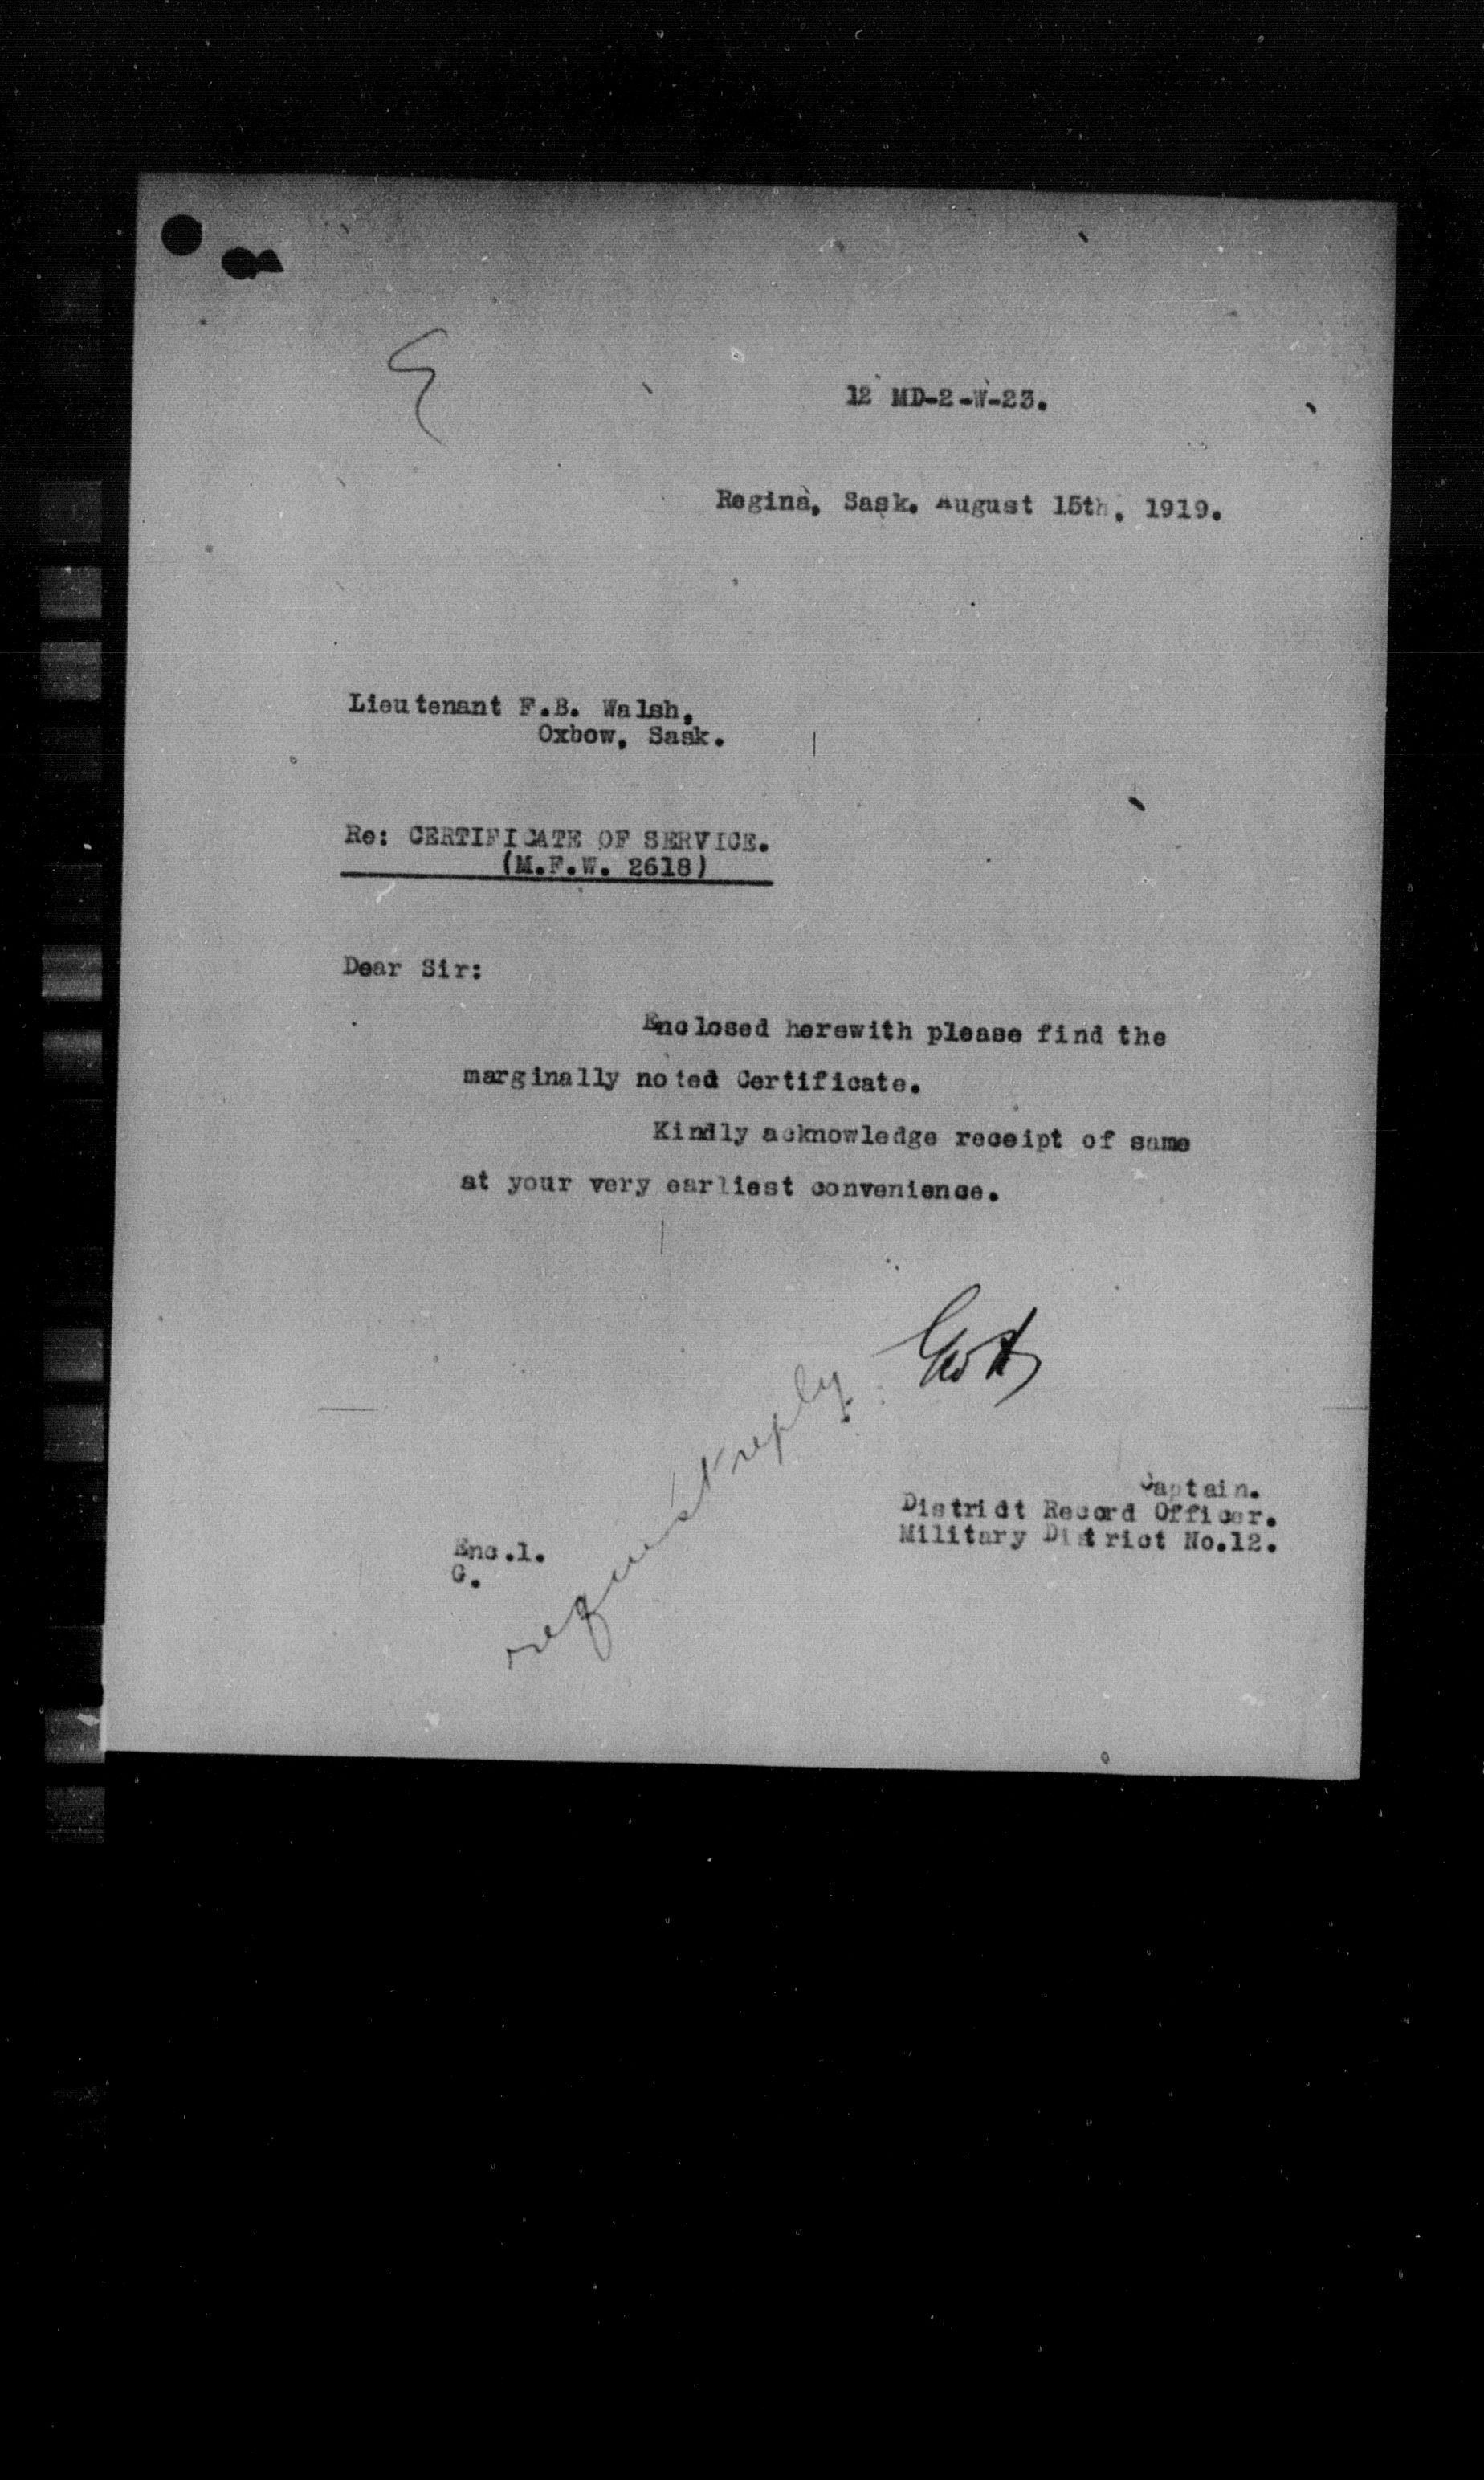 12 MD-2-W-23.
Regina, Sask. August 15th, 1919.
Lieutenant F.B. Walsh,
Oxbow, Sask.
Re: CERTIFICATE OF SERVICE.
(M.F.W. 2618)
Dear Sir:
Enclosed herewith please find the
marginally noted Certificate.
Kindly acknowledge receipt of same
at your very earliest convenience.
request reply
Captain.
District Record Officer.
Military District No.12.
Enc.1.
G.